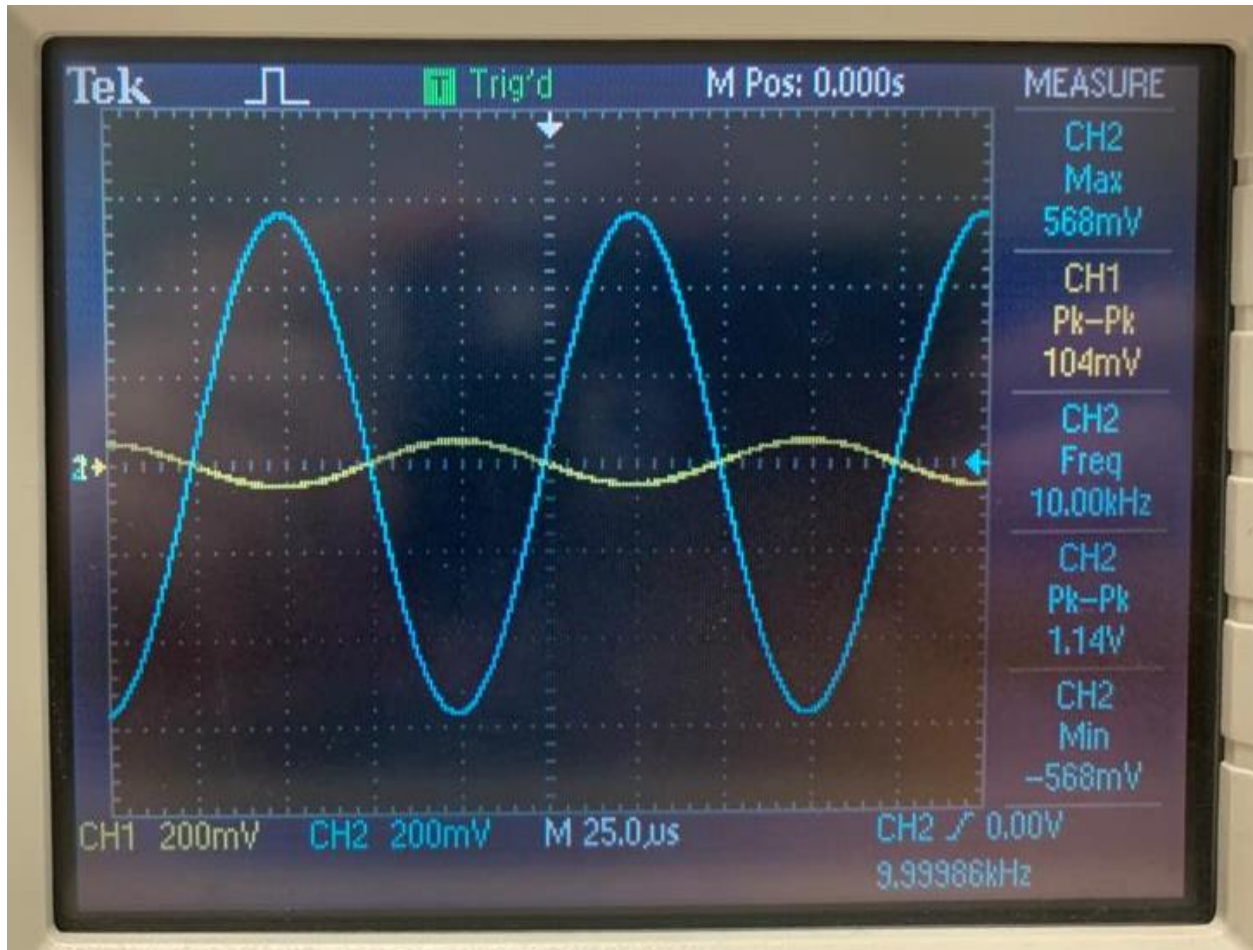 Tek Trig'd M Pos: 0.000s MEASURE
CH2
Max
568mV
CH1
Pk-Pk
104mV
CH2
Freq
10.00kHz
CH2
Pk-Pk
1.14V
CH2
Min
-568mV
CH1 200mV CH2 200mV M 25.0µs CH2 0.00V
9.99986kHz